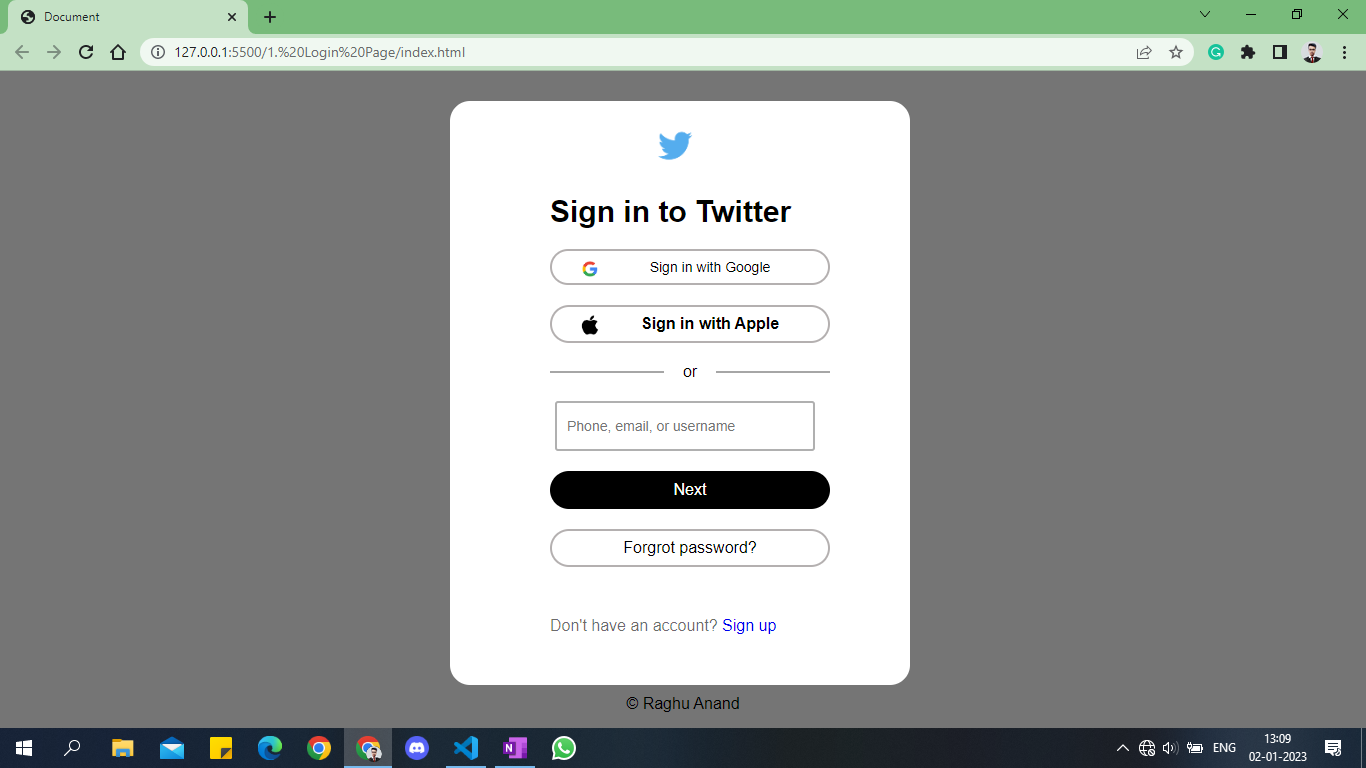 Document
127.0.0.1:5500/1.%20Login%20Page/index.html
Sign in to Twitter
Sign in with Google
Sign in with Apple
or
Phone, email, or username
Next
Forgrot password?
Don't have an account? Sign up
© Raghu Anand
ENG
13:09
02-01-2023